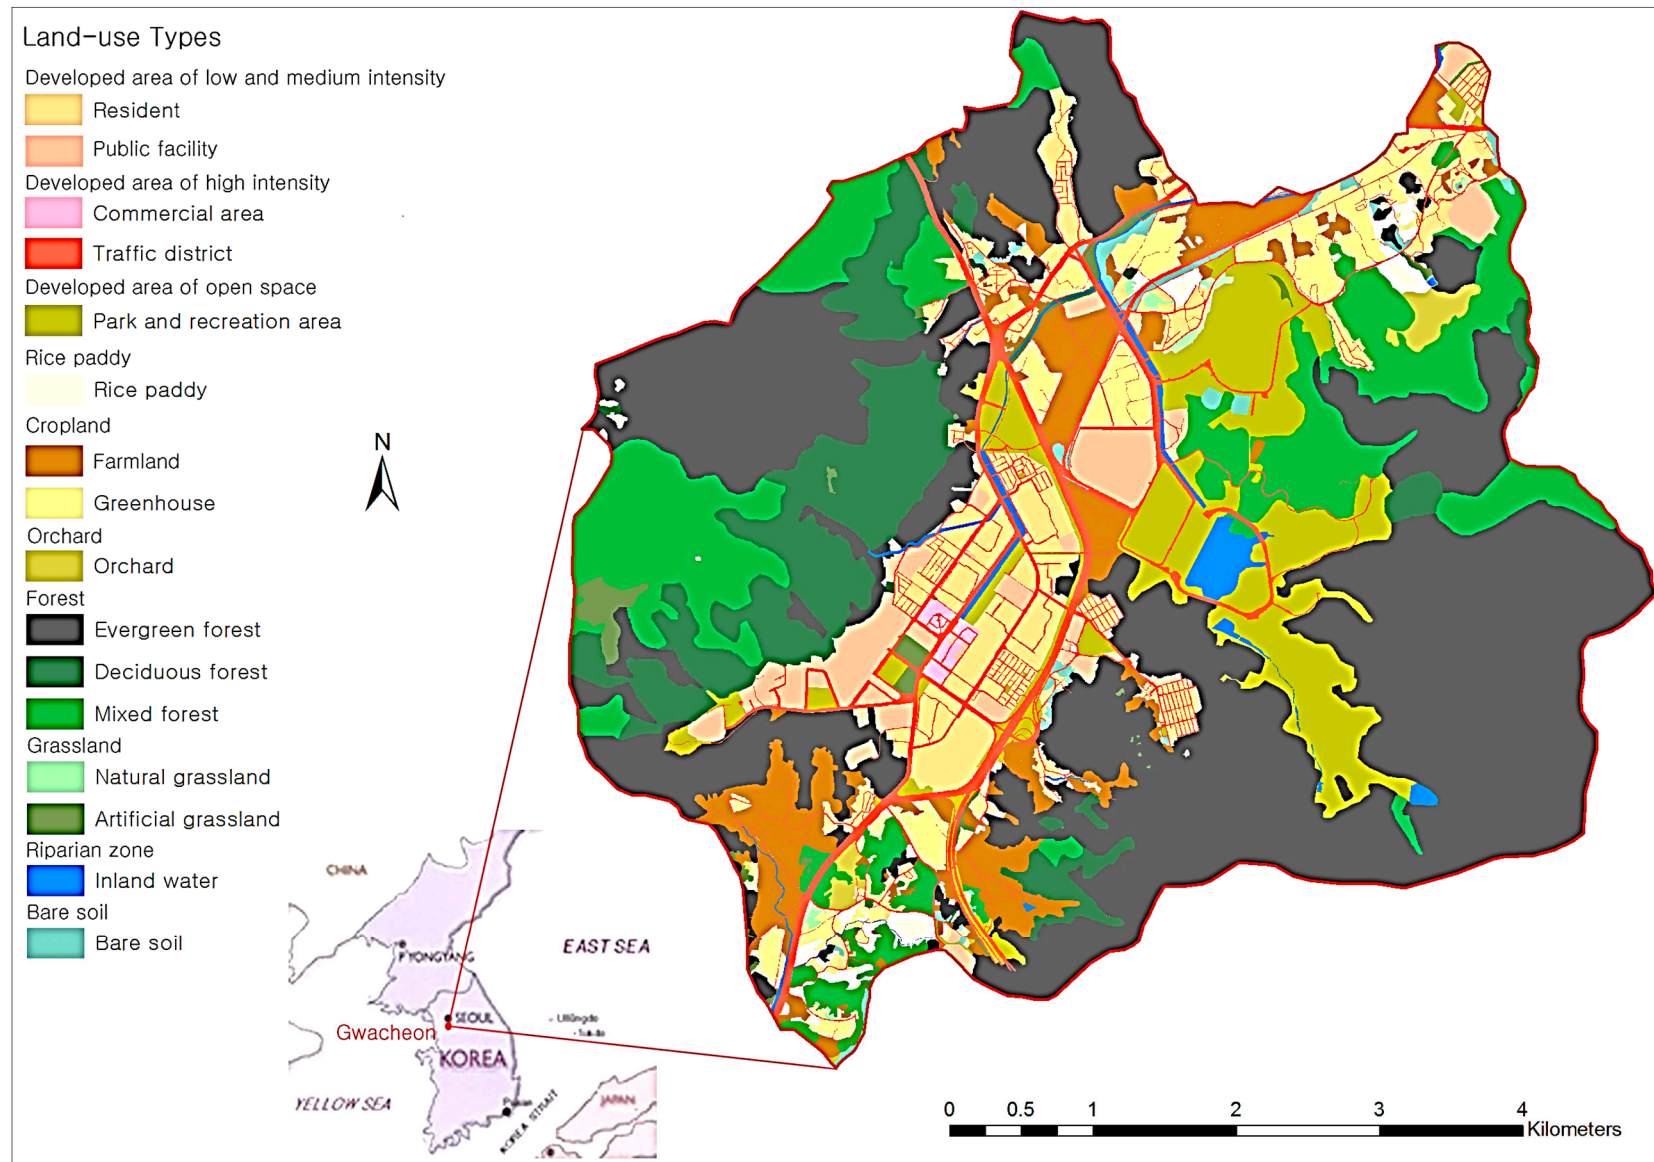 Land-use Types
Developed area of low and medium intensity
Resident
Public facility
Developed area of high intensity
Commercial area
Traffic district
Developed area of open space
Park and recreation area
Rice paddy
Rice paddy
Cropland
Farmland
Greenhouse
Orchard
Orchard
Forest
Evergreen forest
Deciduous forest
Mixed forest
Grassland
Natural grassland
Artificial grassland
Riparian zone
Inland water
Bare soil
Bare soil
N
CHINA
PYONGYANG
EAST SEA
SEOUL
Gwacheon
KOREA
YELLOW SEA
KOREA STRAIT
JAPAN
0 0.5 1 2 3 4
Kilometers